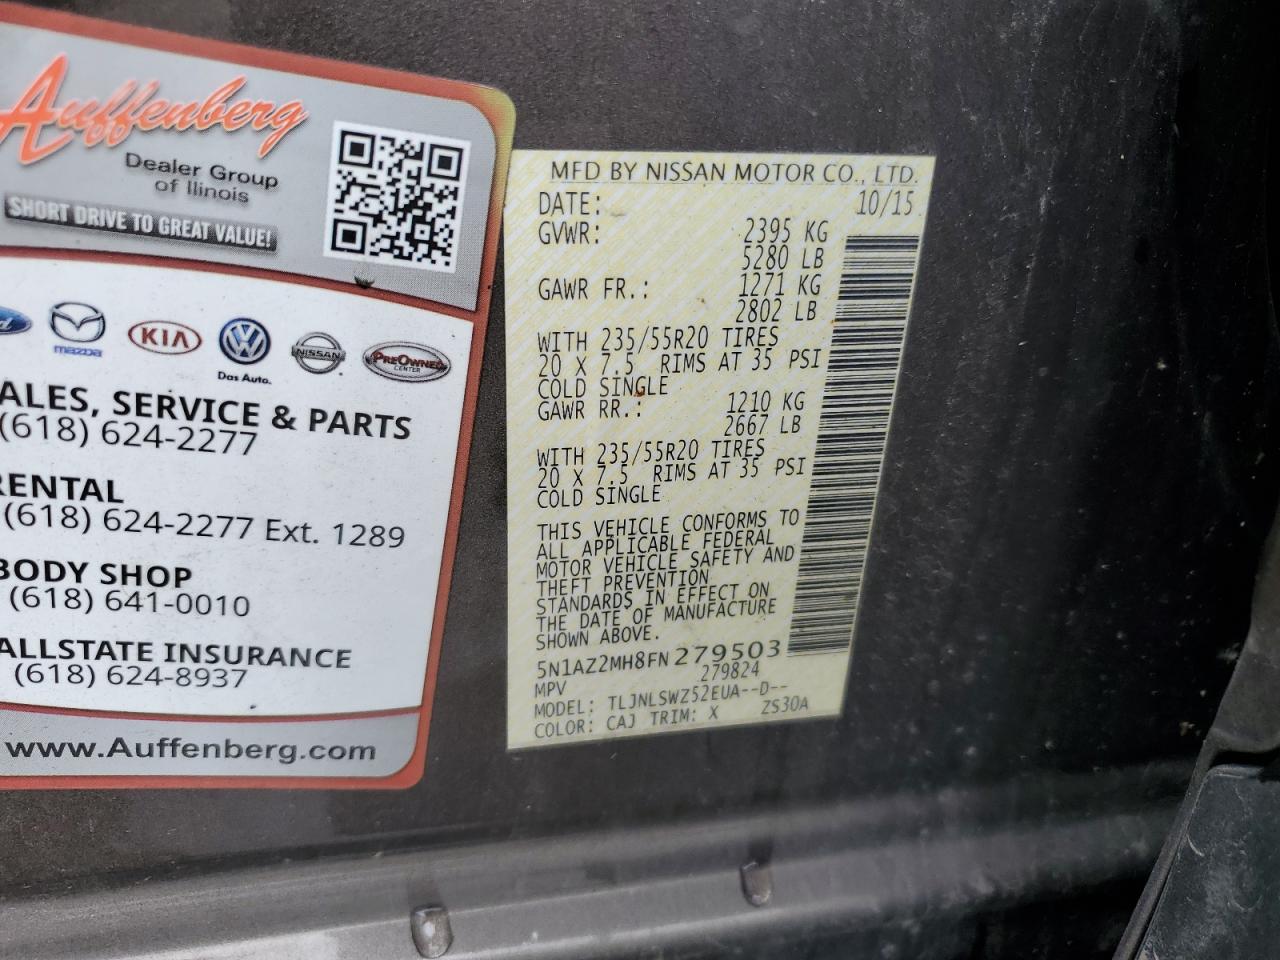 Auffenberg
Dealer Group
of Ilinois
SHORT DRIVE TO GREAT VALUE!
mazda
KIA
Das Auto.
NISSAN
PREOWNED
CENTER
ALES, SERVICE & PARTS
(618) 624-2277
RENTAL
(618) 624-2277 Ext. 1289
BODY SHOP
(618) 641-0010
ALLSTATE INSURANCE
(618) 624-8937
www.Auffenberg.com
MFD BY NISSAN MOTOR CO., LTD.
DATE: 10/15
GVWR: 2395 KG
5280 LB
GAWR FR.: 1271 KG
2802 LB
WITH 235/55R20 TIRES
20 X 7.5 RIMS AT 35 PSI
COLD SINGLE
GAWR RR.: 1210 KG
2667 LB
WITH 235/55R20 TIRES
20 X 7.5 RIMS AT 35 PSI
COLD SINGLE
THIS VEHICLE CONFORMS TO
ALL APPLICABLE FEDERAL
MOTOR VEHICLE SAFETY AND
THEFT PREVENTION
STANDARDS IN EFFECT ON
THE DATE OF MANUFACTURE
SHOWN ABOVE.
5N1AZ2MH8FN279503
279824
MPV
MODEL: TLJNLSWZ52EUA--D--
COLOR: CAJ TRIM: X ZS30A